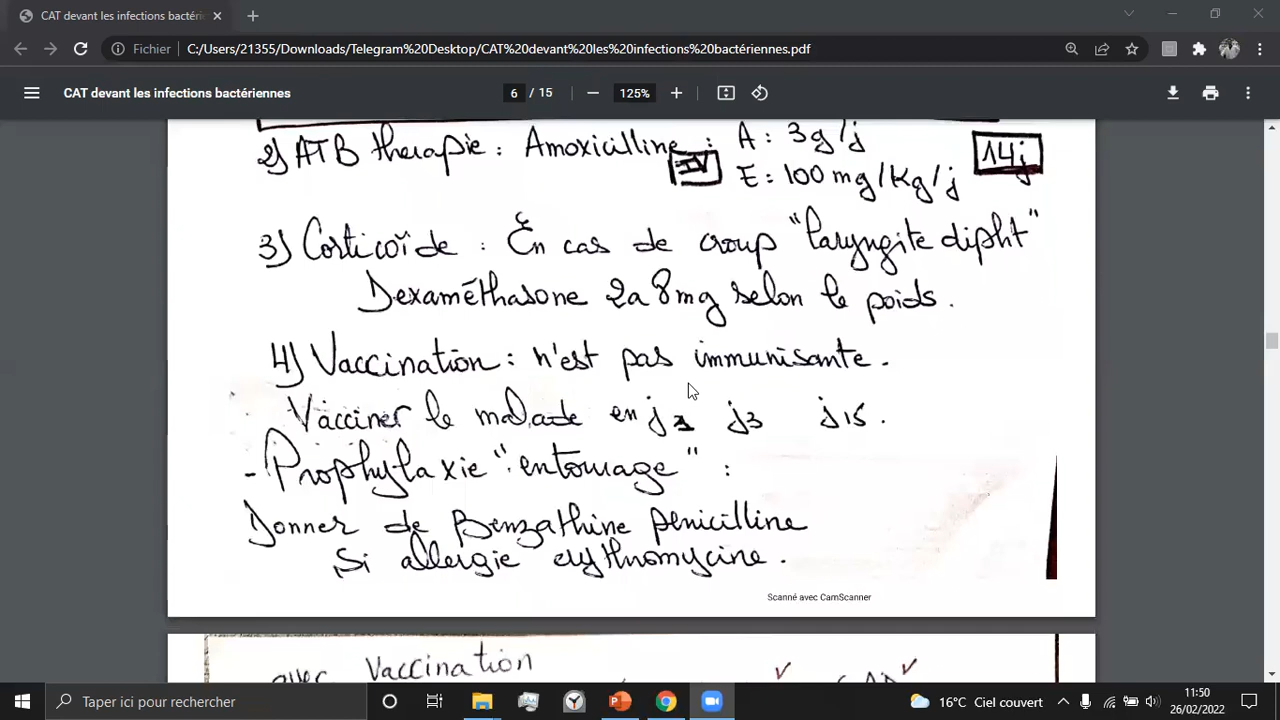 CAT devant les infections bactérien
Fichier C:/Users/21355/Downloads/Telegram%20Desktop/CAT%20devant%20les%20infections%20bactériennes.pdf
CAT devant les infections bactériennes 6 / 15 125%
2) ATB therapie : Amoxicilline : A : 3g/j 14j
IV E : 100 mg/Kg/j
3) Corticoïde : En cas de croup "laryngite dipht"
Dexaméthasone 2a 8mg selon le poids.
4) Vaccination : n'est pas immunisante.
Vacciner le malade en j1 j3 j15.
- Prophylaxie "entourage" :
Donner de Benzathine penicilline
Si allergie erythromycine.
Scanné avec CamScanner
avec Vaccination
Taper ici pour rechercher
16°C Ciel couvert
11:50
26/02/2022